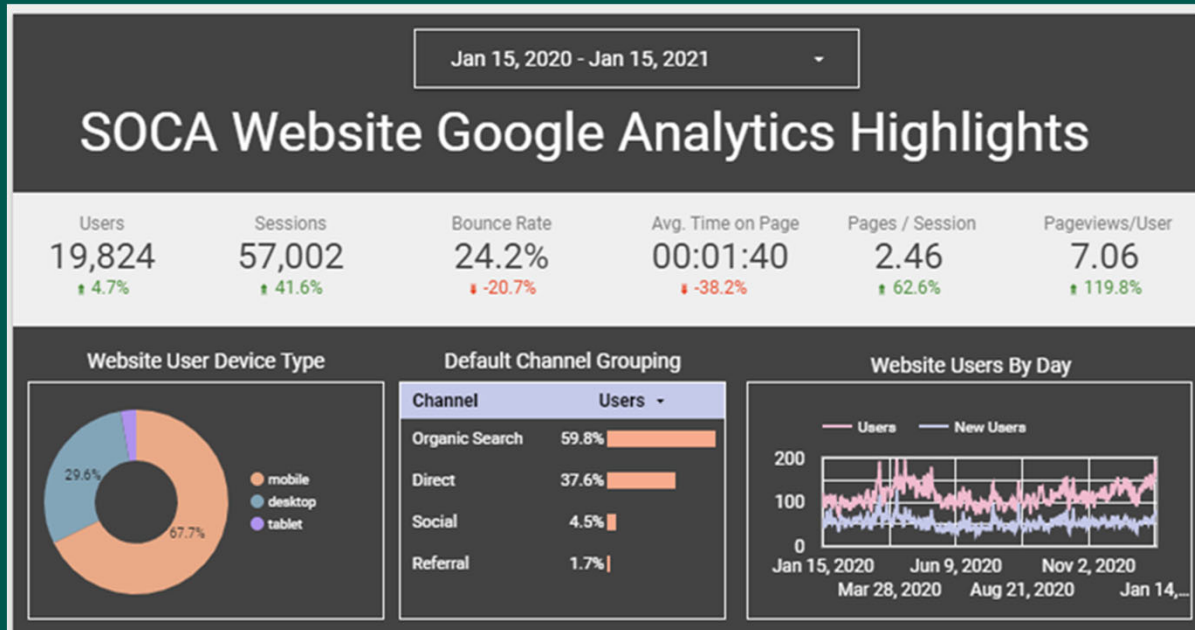 Jan 15, 2020 - Jan 15, 2021
SOCA Website Google Analytics Highlights
Users
19,824
4.7%
Sessions
57,002
41.6%
Bounce Rate
24.2%
-20.7%
Avg. Time on Page
00:01:40
-38.2%
Pages / Session
2.46
62.6%
Pageviews/User
7.06
119.8%
Website User Device Type
29.6%
67.7%
mobile
desktop
tablet
Default Channel Grouping
Channel Users
Organic Search 59.8%
Direct 37.6%
Social 4.5%
Referral 1.7%
Website Users By Day
Users New Users
200
100
0
Jan 15, 2020 Jun 9, 2020 Nov 2, 2020
Mar 28, 2020 Aug 21, 2020 Jan 14,...